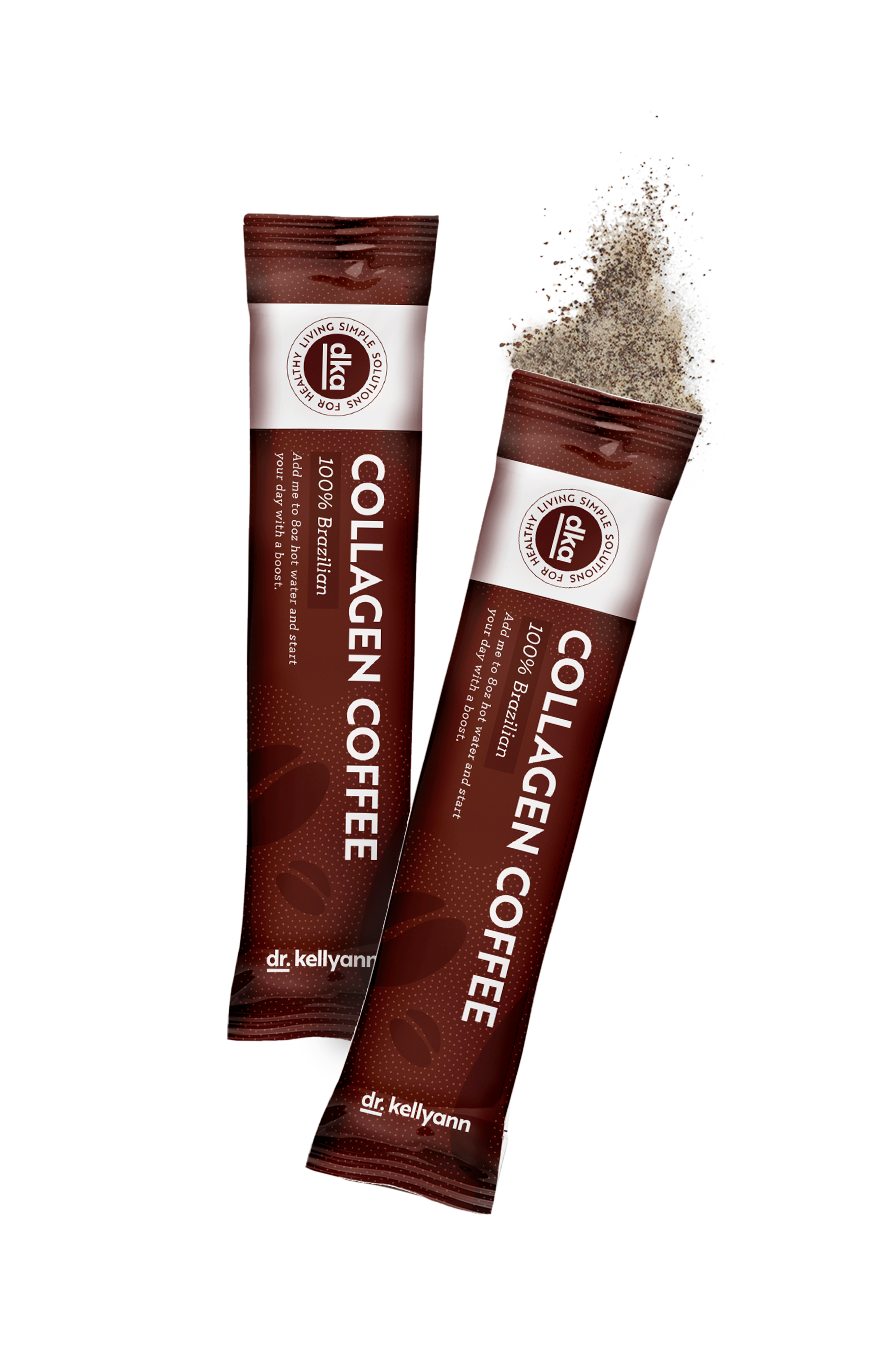 LIVING SIMPLE SOLUTIONS FOR HEALTHY
dka
COLLAGEN COFFEE
100% Brazilian
Add me to 8oz hot water and start
your day with a boost.
dr. kellyann
LIVING SIMPLE SOLUTIONS FOR HEALTHY
dka
COLLAGEN COFFEE
100% Brazilian
Add me to 8oz hot water and start
your day with a boost.
dr. kellyann